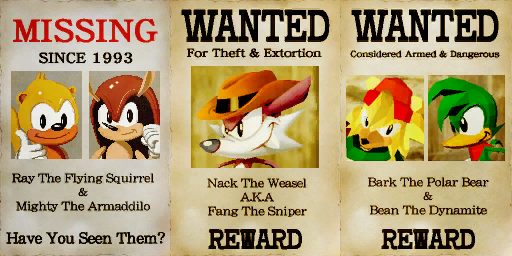 MISSING
SINCE 1993
Ray The Flying Squirrel
&
Mighty The Armaddilo
Have You Seen Them?
WANTED
For Theft & Extortion
Nack The Weasel
A.K.A
Fang The Sniper
REWARD
WANTED
Considered Armed & Dangerous
Bark The Polar Bear
&
Bean The Dynamite
REWARD